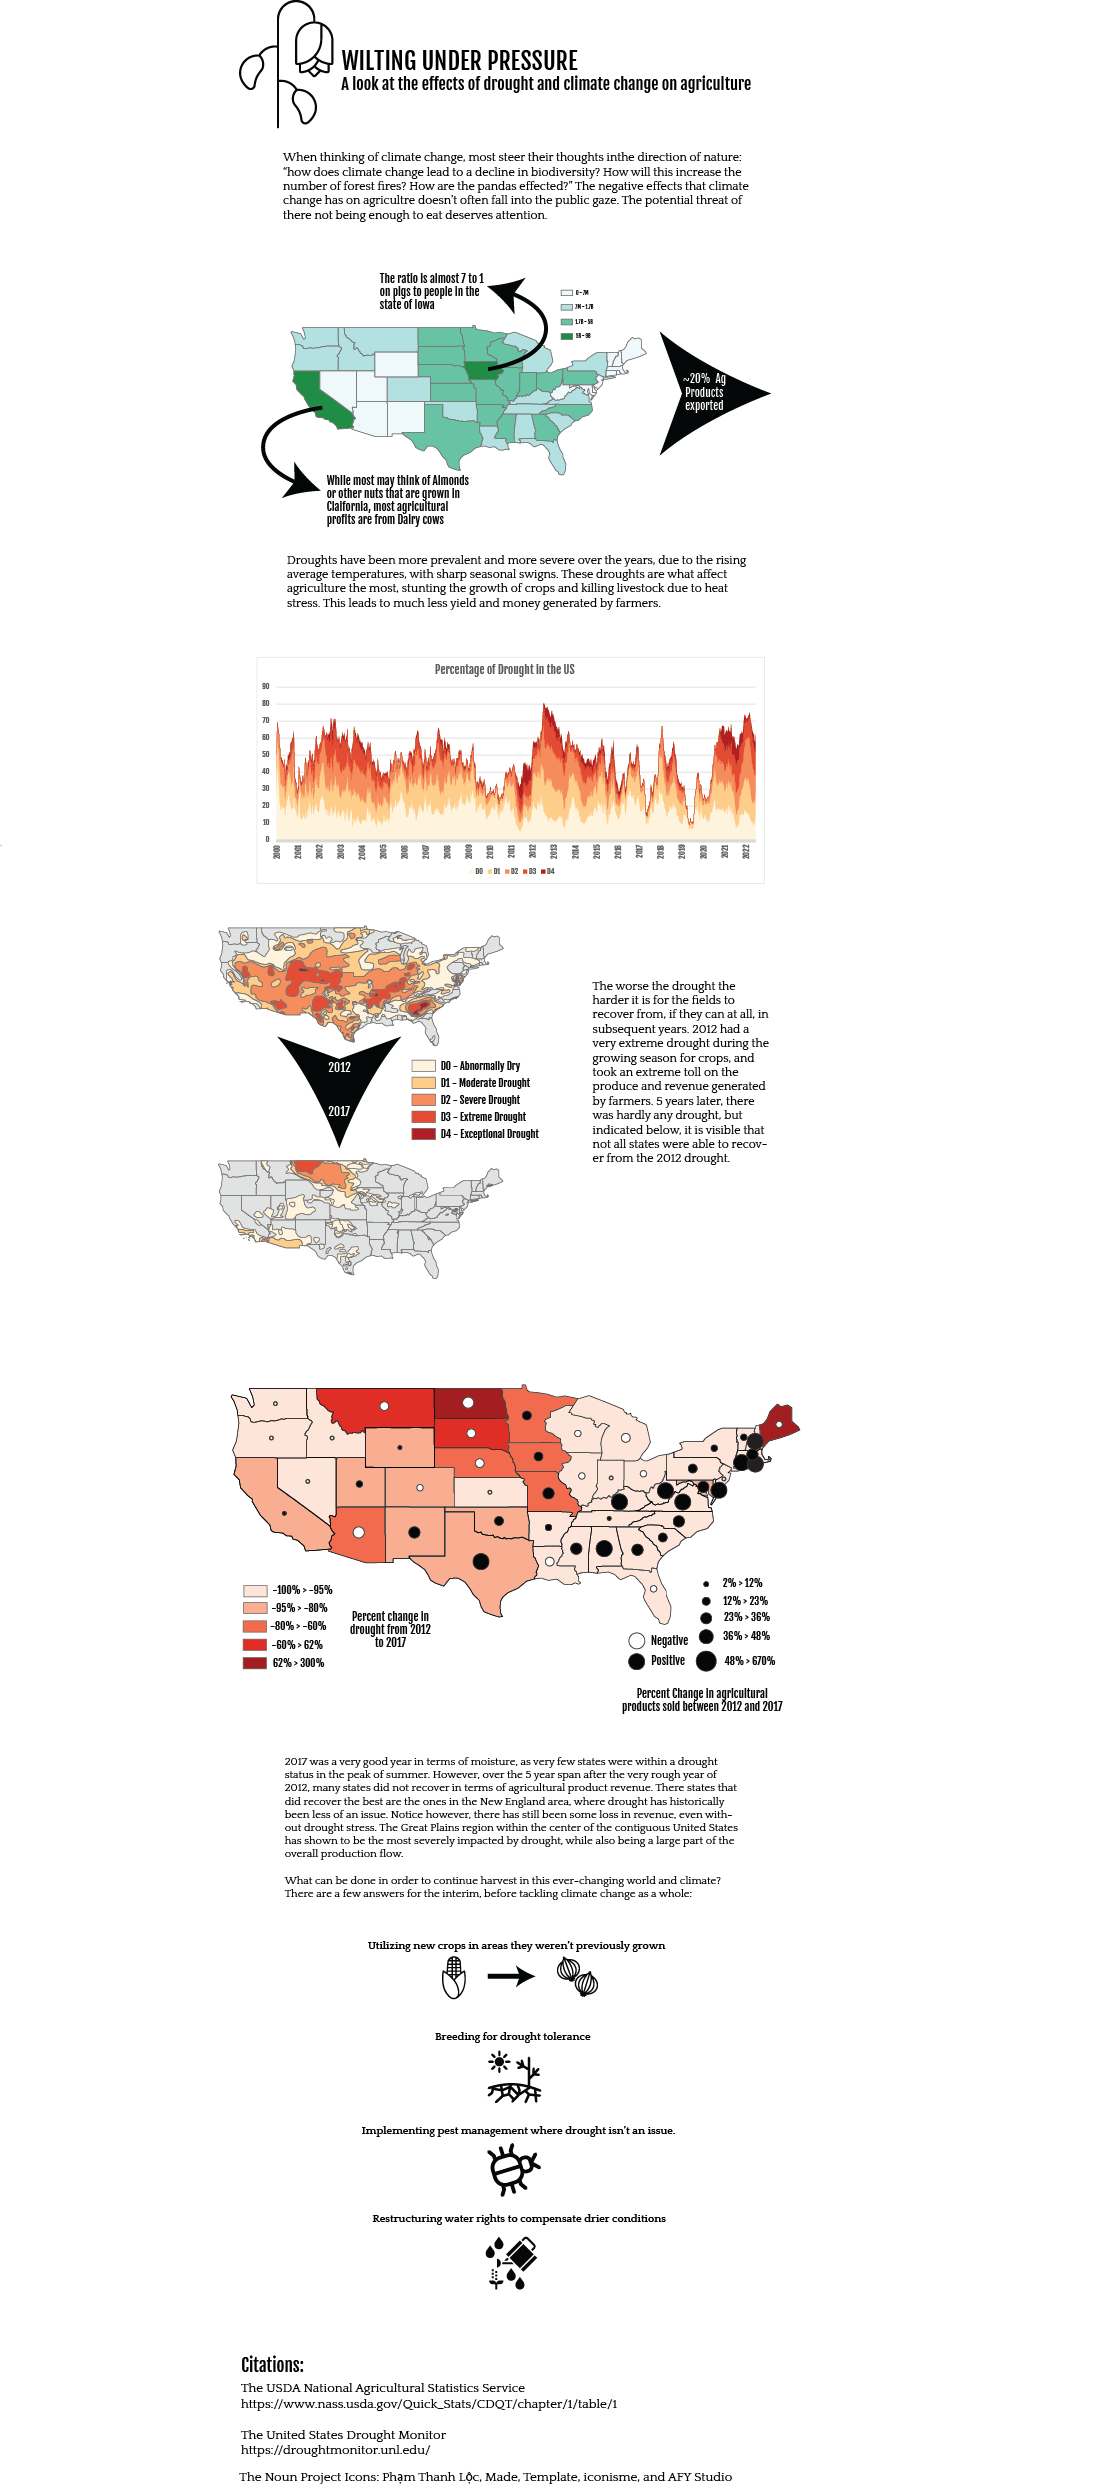 WILTING UNDER PRESSURE
A look at the effects of drought and climate change on agriculture
When thinking of climate change, most steer their thoughts inthe direction of nature:
“how does climate change lead to a decline in biodiversity? How will this increase the
number of forest fires? How are the pandas effected?” The negative effects that climate
change has on agricultre doesn’t often fall into the public gaze. The potential threat of
there not being enough to eat deserves attention.
The ratio is almost 7 to 1
on pigs to people in the
state of Iowa
0 – 7M
7M – 1.7B
1.7B – 5B
5B – 9B
~20% Ag
Products
exported
While most may think of Almonds
or other nuts that are grown in
Clalfornia, most agricultural
profits are from Dairy cows
Droughts have been more prevalent and more severe over the years, due to the rising
average temperatures, with sharp seasonal swigns. These droughts are what affect
agriculture the most, stunting the growth of crops and killing livestock due to heat
stress. This leads to much less yield and money generated by farmers.
Percentage of Drought in the US
90
80
70
60
50
40
30
20
10
0
2000 2001 2002 2003 2004 2005 2006 2007 2008 2009 2010 2011 2012 2013 2014 2015 2016 2017 2018 2019 2020 2021 2022
D0 D1 D2 D3 D4
2012
2017
D0 – Abnormally Dry
D1 – Moderate Drought
D2 – Severe Drought
D3 – Extreme Drought
D4 – Exceptional Drought
The worse the drought the
harder it is for the fields to
recover from, if they can at all, in
subsequent years. 2012 had a
very extreme drought during the
growing season for crops, and
took an extreme toll on the
produce and revenue generated
by farmers. 5 years later, there
was hardly any drought, but
indicated below, it is visible that
not all states were able to recov-
er from the 2012 drought.
-100% > -95%
-95% > -80%
-80% > -60%
-60% > 62%
62% > 300%
Percent change in
drought from 2012
to 2017
Negative
Positive
2% > 12%
12% > 23%
23% > 36%
36% > 48%
48% > 670%
Percent Change in agricultural
products sold between 2012 and 2017
2017 was a very good year in terms of moisture, as very few states were within a drought
status in the peak of summer. However, over the 5 year span after the very rough year of
2012, many states did not recover in terms of agricultural product revenue. There states that
did recover the best are the ones in the New England area, where drought has historically
been less of an issue. Notice however, there has still been some loss in revenue, even with-
out drought stress. The Great Plains region within the center of the contiguous United States
has shown to be the most severely impacted by drought, while also being a large part of the
overall production flow.
What can be done in order to continue harvest in this ever-changing world and climate?
There are a few answers for the interim, before tackling climate change as a whole:
Utilizing new crops in areas they weren’t previously grown
Breeding for drought tolerance
Implementing pest management where drought isn’t an issue.
Restructuring water rights to compensate drier conditions
Citations:
The USDA National Agricultural Statistics Service
https://www.nass.usda.gov/Quick_Stats/CDQT/chapter/1/table/1
The United States Drought Monitor
https://droughtmonitor.unl.edu/
The Noun Project Icons: Phạm Thanh Lộc, Made, Template, iconisme, and AFY Studio